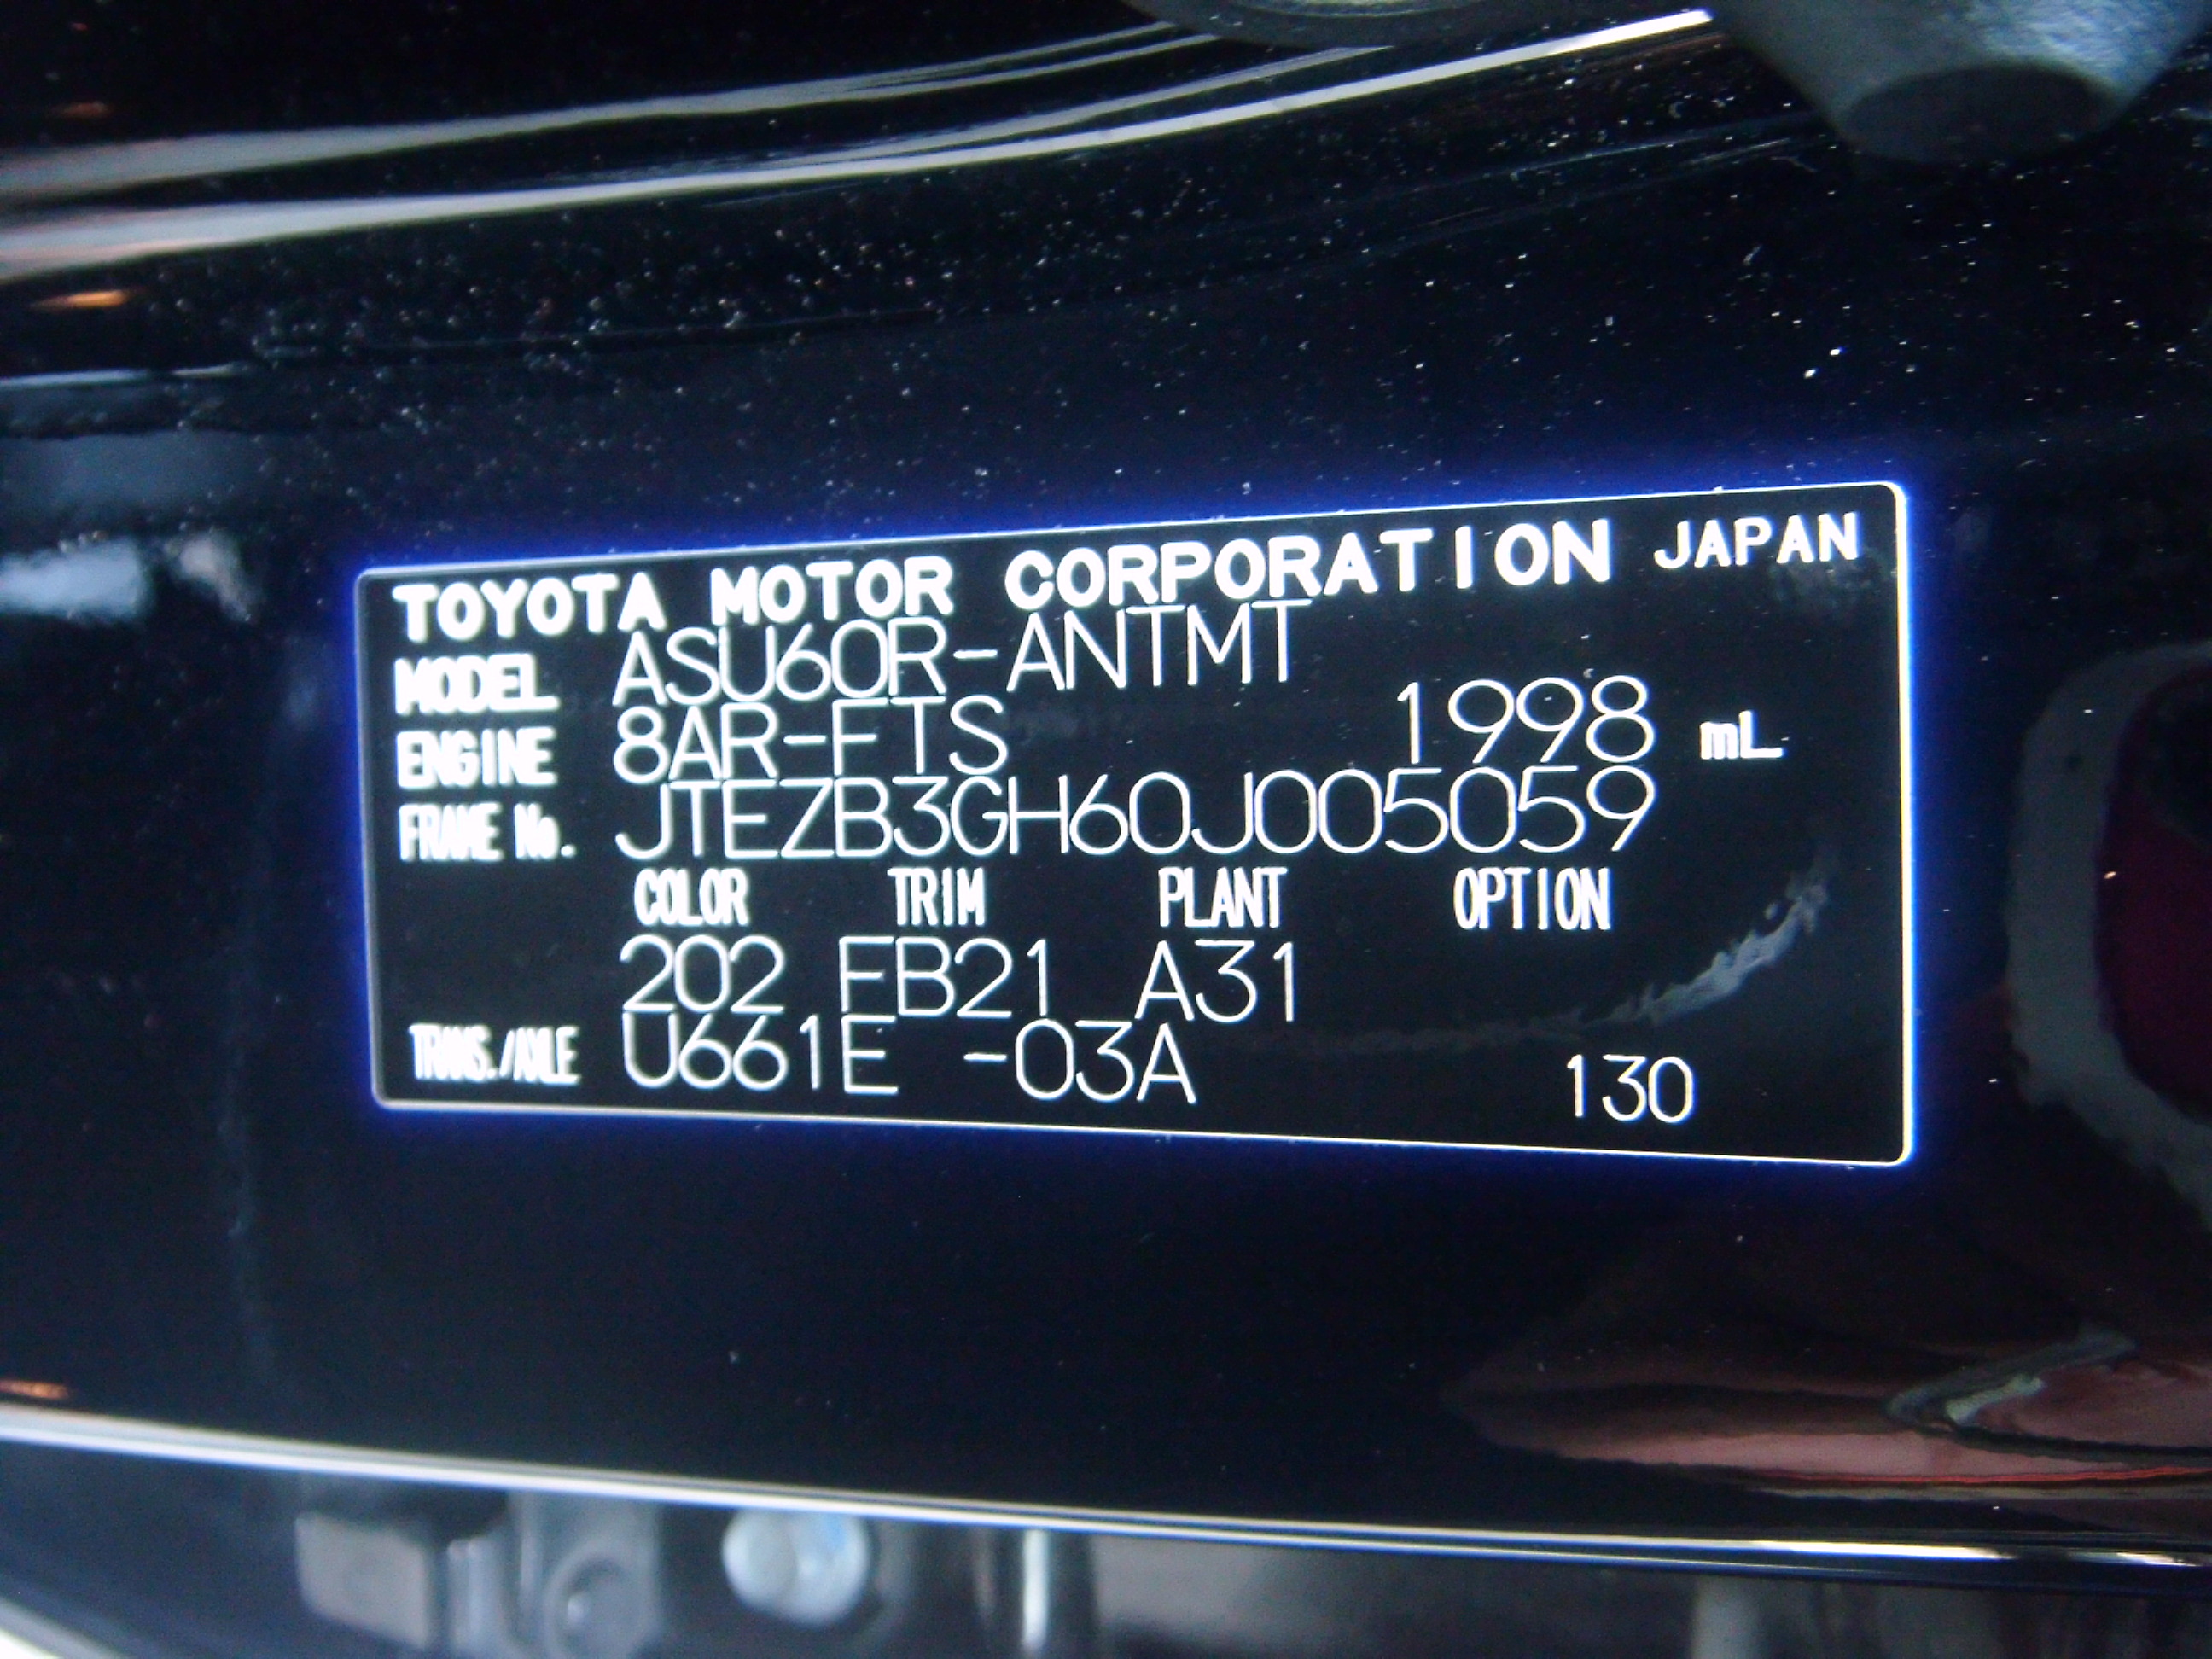 TOYOTA MOTOR CORPORATION JAPAN
MODEL ASU60R-ANTMT
ENGINE 8AR-FTS 1998 mL
FRAME No. JTEZB3GH60J005059
COLOR TRIM PLANT OPTION
202 FB21 A31
TRANS./AXLE U661E -03A 130